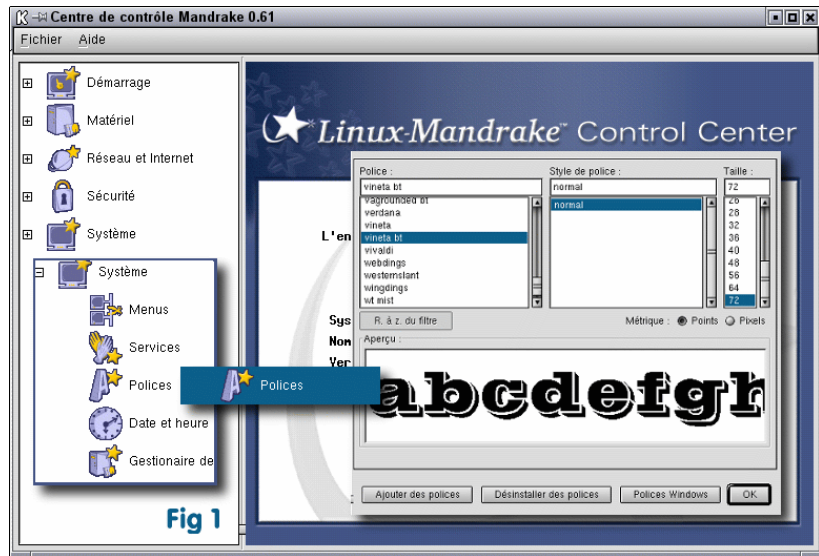 Centre de contrôle Mandrake 0.61
Fichier Aide
Démarrage
Matériel
Réseau et Internet
Sécurité
Système
Système
Menus
Services
Polices
Date et heure
Gestionaire de
Fig 1
Polices
Linux-Mandrake™ Control Center
L'en
Sys
Nom
Ver
Police : Style de police : Taille :
vineta bt normal 72
vagrounded bt
verdana
vineta
vineta bt
vivaldi
webdings
westernslant
wingdings
wt mist
normal
26
28
32
36
40
48
56
64
72
R. à z. du filtre Métrique : Points Pixels
Aperçu :
abcdefgh
Ajouter des polices Désinstaller des polices Polices Windows OK